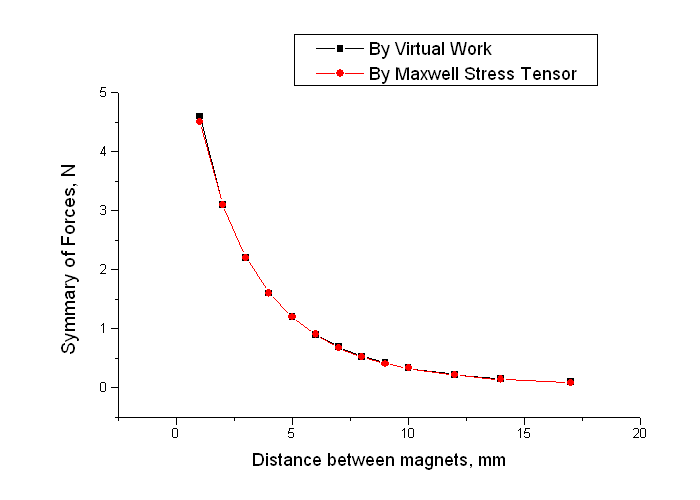 By Virtual Work
By Maxwell Stress Tensor
5
4
3
2
1
0
Symmary of Forces, N
0 5 10 15 20
Distance between magnets, mm